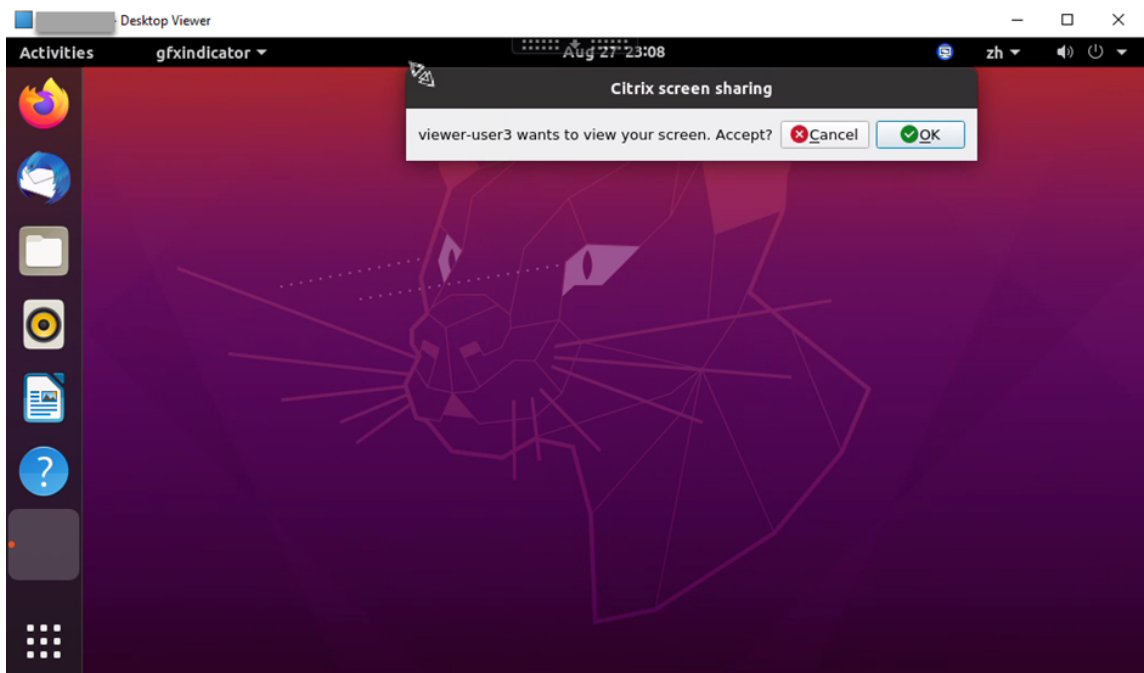 - Desktop Viewer
Activities gfxindicator Aug 27 23:08 zh
Citrix screen sharing
viewer-user3 wants to view your screen. Accept? Cancel OK
?